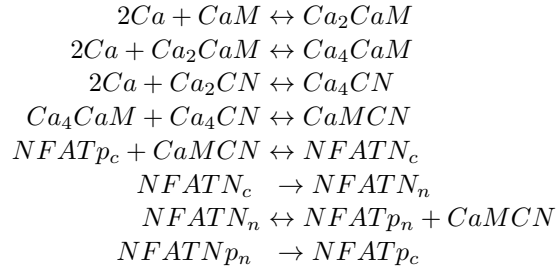 2Ca + CaM ↔ Ca₂CaM
2Ca + Ca₂CaM ↔ Ca₄CaM
2Ca + Ca₂CN ↔ Ca₄CN
Ca₄CaM + Ca₄CN ↔ CaMCN
NFATp_c + CaMCN ↔ NFATN_c
NFATN_c → NFATN_n
NFATN_n ↔ NFATp_n + CaMCN
NFATNp_n → NFATp_c